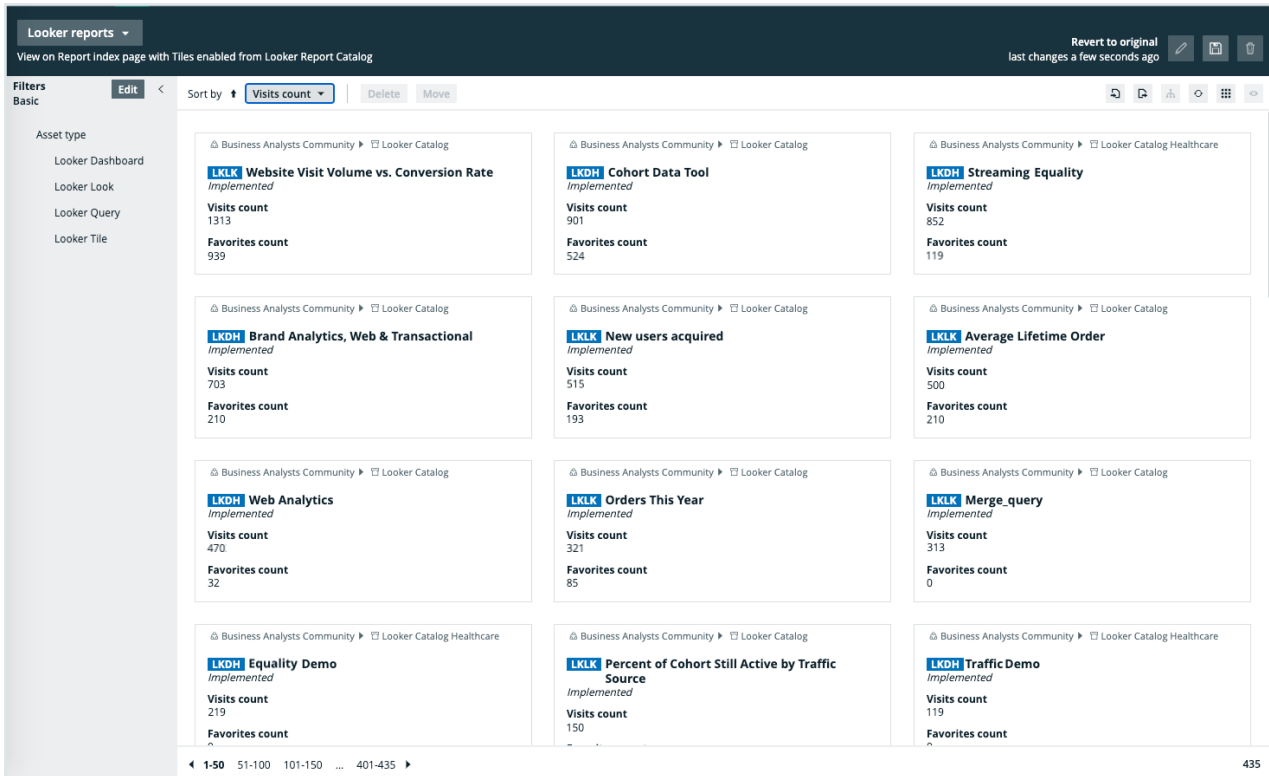 Looker reports
View on Report index page with Tiles enabled from Looker Report Catalog
Revert to original
last changes a few seconds ago
Filters
Basic
Edit
Asset type
Looker Dashboard
Looker Look
Looker Query
Looker Tile
Sort by Visits count Delete Move
Business Analysts Community Looker Catalog
LKLK Website Visit Volume vs. Conversion Rate
Implemented
Visits count
1313
Favorites count
939
Business Analysts Community Looker Catalog
LKDH Cohort Data Tool
Implemented
Visits count
901
Favorites count
524
Business Analysts Community Looker Catalog Healthcare
LKDH Streaming Equality
Implemented
Visits count
852
Favorites count
119
Business Analysts Community Looker Catalog
LKDH Brand Analytics, Web & Transactional
Implemented
Visits count
703
Favorites count
210
Business Analysts Community Looker Catalog
LKLK New users acquired
Implemented
Visits count
515
Favorites count
193
Business Analysts Community Looker Catalog
LKLK Average Lifetime Order
Implemented
Visits count
500
Favorites count
210
Business Analysts Community Looker Catalog
LKDH Web Analytics
Implemented
Visits count
470
Favorites count
32
Business Analysts Community Looker Catalog
LKLK Orders This Year
Implemented
Visits count
321
Favorites count
85
Business Analysts Community Looker Catalog
LKLK Merge_query
Implemented
Visits count
313
Favorites count
0
Business Analysts Community Looker Catalog Healthcare
LKDH Equality Demo
Implemented
Visits count
219
Favorites count
Business Analysts Community Looker Catalog
LKLK Percent of Cohort Still Active by Traffic
Source
Implemented
Visits count
150
Business Analysts Community Looker Catalog Healthcare
LKDH Traffic Demo
Implemented
Visits count
119
Favorites count
1-50 51-100 101-150 ... 401-435
435